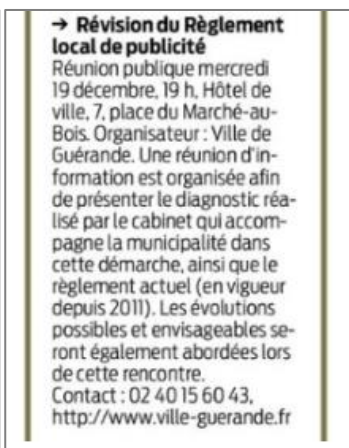 → Révision du Règlement
local de publicité
Réunion publique mercredi
19 décembre, 19 h, Hôtel de
ville, 7, place du Marché-au-
Bois. Organisateur : Ville de
Guérande. Une réunion d'in-
formation est organisée afin
de présenter le diagnostic réa-
lisé par le cabinet qui accom-
pagne la municipalité dans
cette démarche, ainsi que le
règlement actuel (en vigueur
depuis 2011). Les évolutions
possibles et envisageables se-
ront également abordées lors
de cette rencontre.
Contact : 02 40 15 60 43,
http://www.ville-guerande.fr